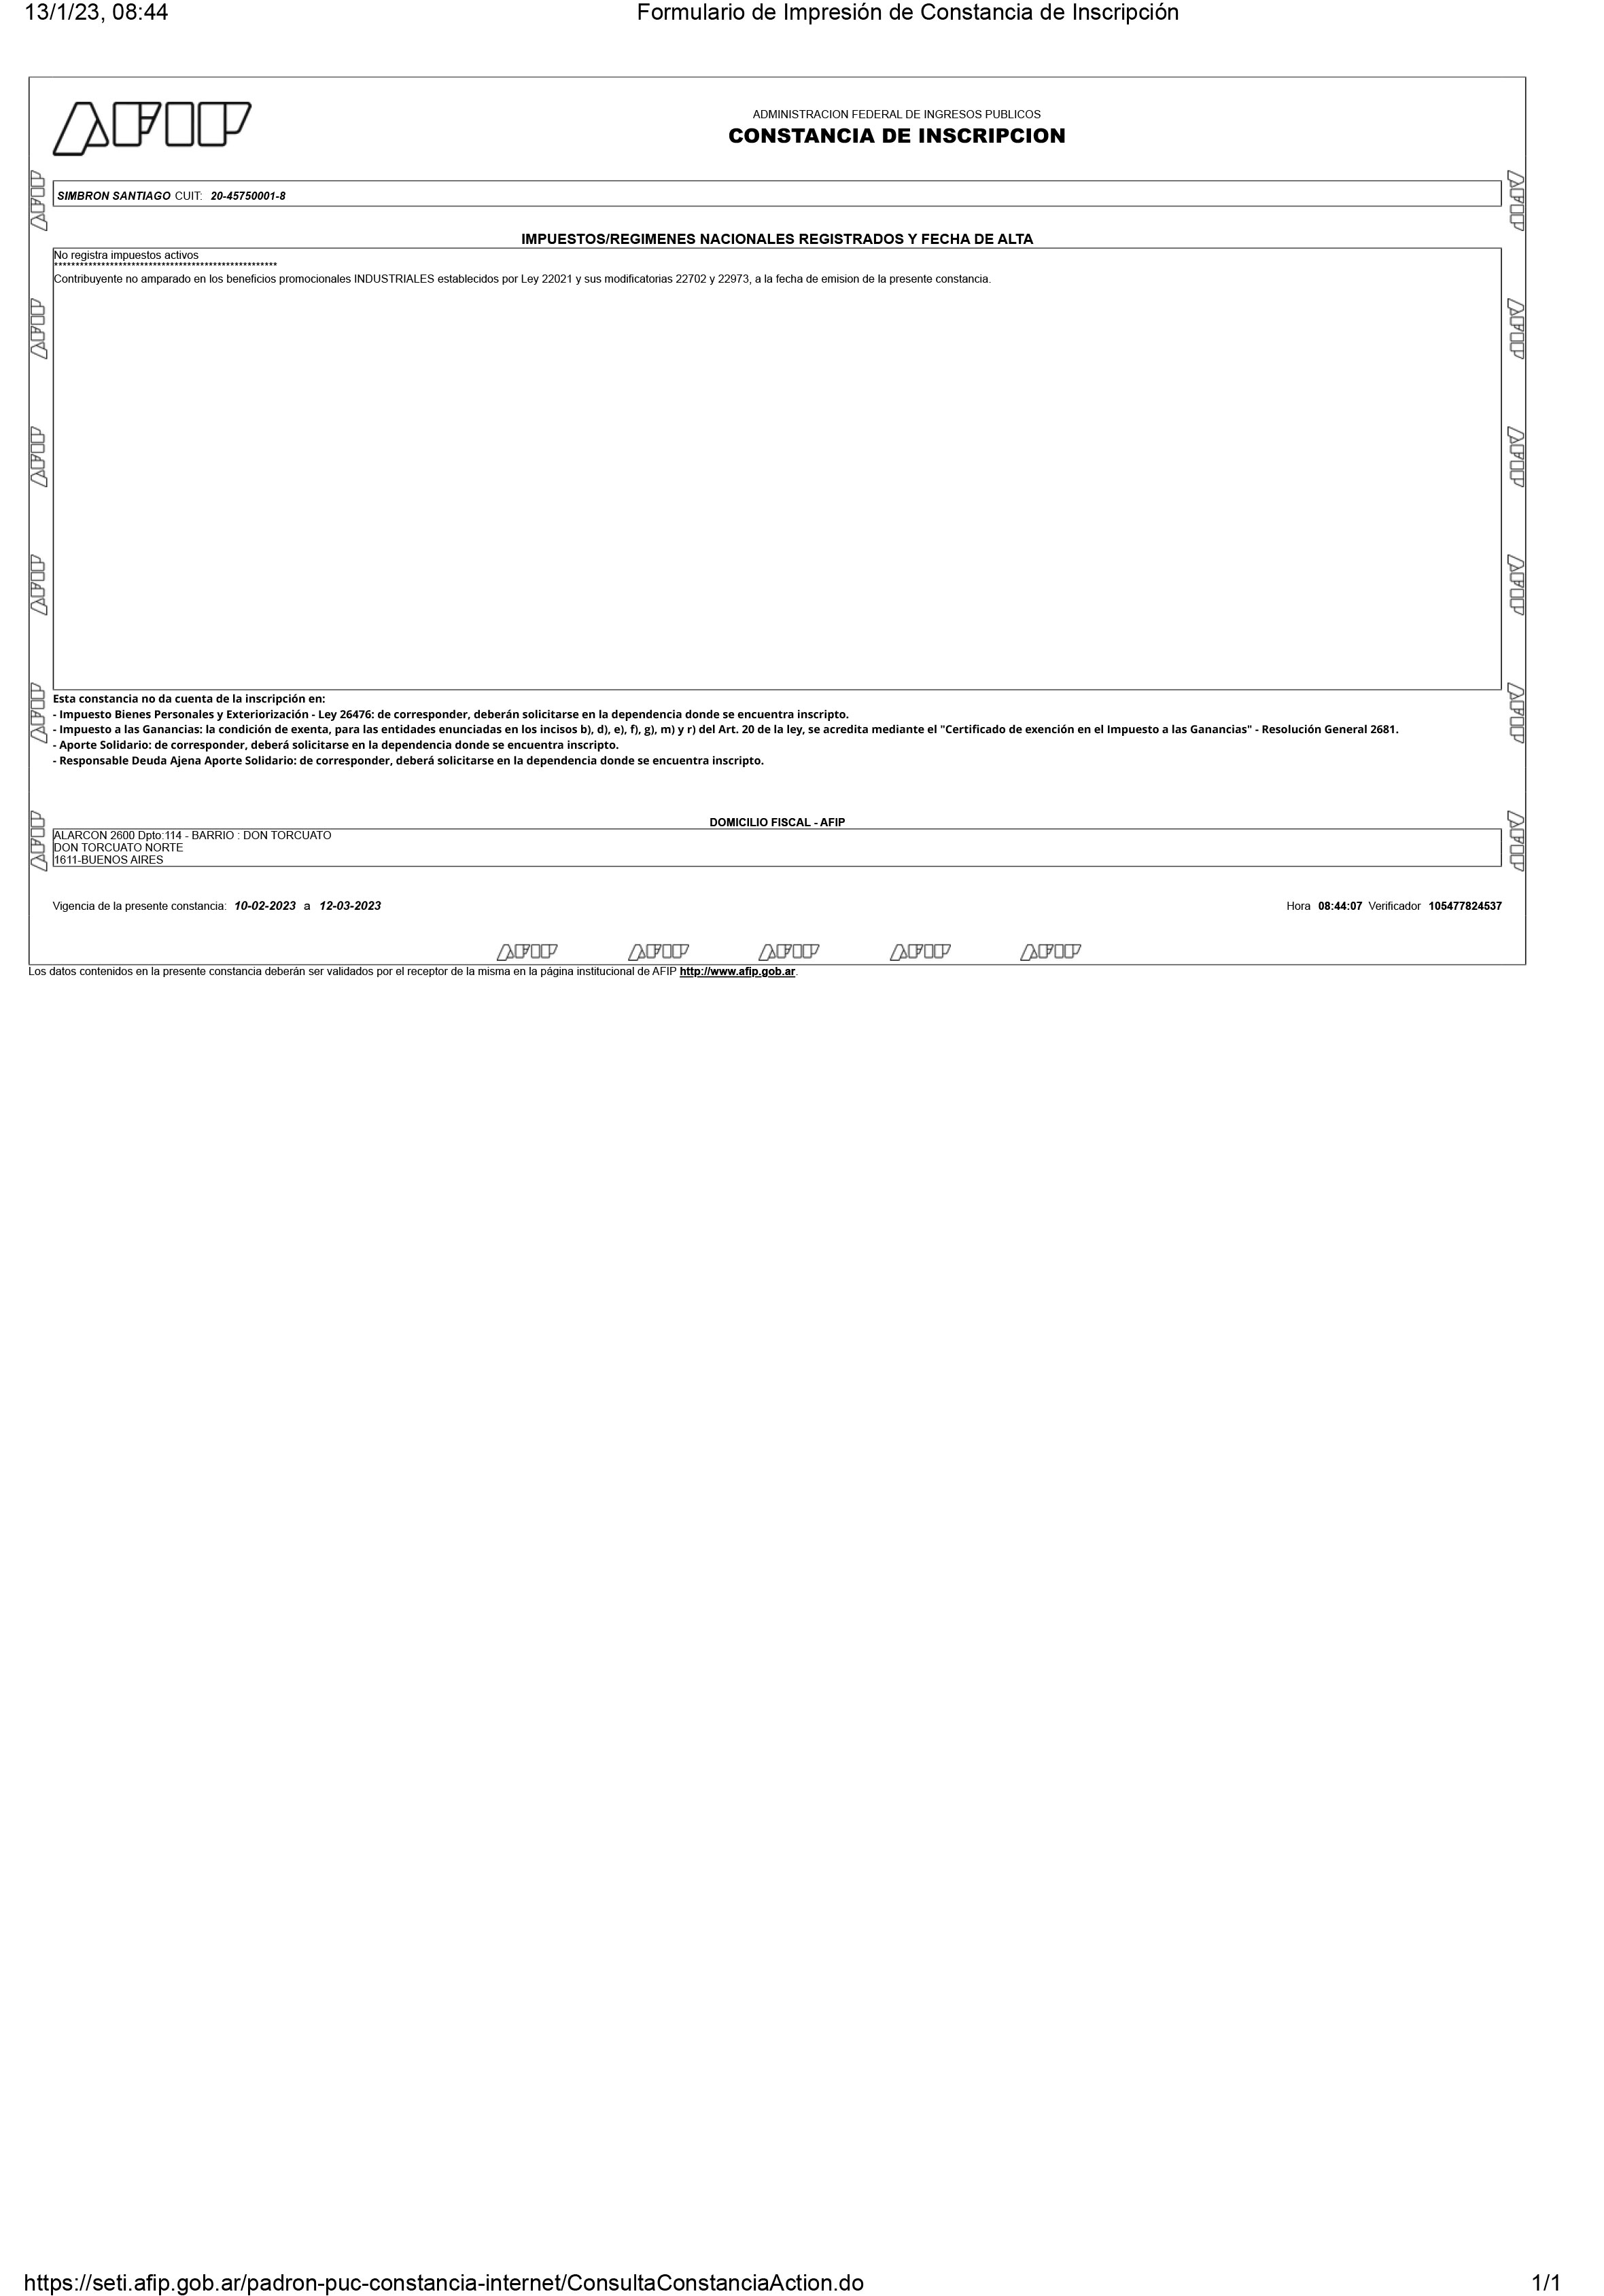 13/1/23, 08:44
Formulario de Impresión de Constancia de Inscripción
AFIP
ADMINISTRACION FEDERAL DE INGRESOS PUBLICOS
CONSTANCIA DE INSCRIPCION
SIMBRON SANTIAGO CUIT: 20-45750001-8
IMPUESTOS/REGIMENES NACIONALES REGISTRADOS Y FECHA DE ALTA
No registra impuestos activos
****************************************************
Contribuyente no amparado en los beneficios promocionales INDUSTRIALES establecidos por Ley 22021 y sus modificatorias 22702 y 22973, a la fecha de emision de la presente constancia.
Esta constancia no da cuenta de la inscripción en:
- Impuesto Bienes Personales y Exteriorización - Ley 26476: de corresponder, deberán solicitarse en la dependencia donde se encuentra inscripto.
- Impuesto a las Ganancias: la condición de exenta, para las entidades enunciadas en los incisos b), d), e), f), g), m) y r) del Art. 20 de la ley, se acredita mediante el "Certificado de exención en el Impuesto a las Ganancias" - Resolución General 2681.
- Aporte Solidario: de corresponder, deberá solicitarse en la dependencia donde se encuentra inscripto.
- Responsable Deuda Ajena Aporte Solidario: de corresponder, deberá solicitarse en la dependencia donde se encuentra inscripto.
DOMICILIO FISCAL - AFIP
ALARCON 2600 Dpto:114 - BARRIO : DON TORCUATO
DON TORCUATO NORTE
1611-BUENOS AIRES
Vigencia de la presente constancia: 10-02-2023 a 12-03-2023
Hora 08:44:07 Verificador 105477824537
AFIP AFIP AFIP AFIP AFIP
Los datos contenidos en la presente constancia deberán ser validados por el receptor de la misma en la página institucional de AFIP http://www.afip.gob.ar.
https://seti.afip.gob.ar/padron-puc-constancia-internet/ConsultaConstanciaAction.do
1/1